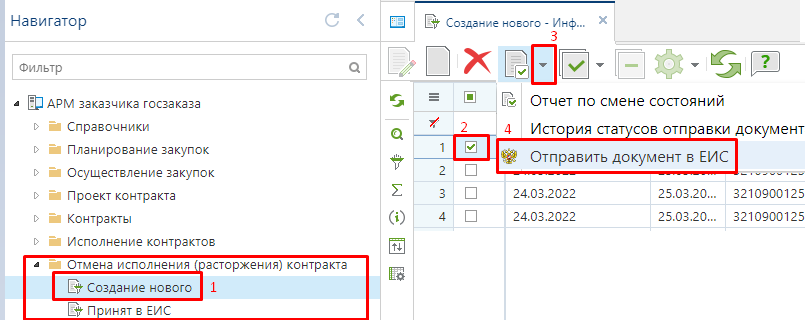 Навигатор
Фильтр
АРМ заказчика госзаказа
Справочники
Планирование закупок
Осуществление закупок
Проект контракта
Контракты
Исполнение контрактов
Отмена исполнения (расторжения) контракта
Создание нового 1
Принят в ЕИС
Создание нового - Инф...
3
Отчет по смене состояний
2 4 История статусов отправки документ
1 Отправить документ в ЕИС
2
3 24.03.2022 25.03.20... 3210900125
4 24.03.2022 25.03.20... 3210900125